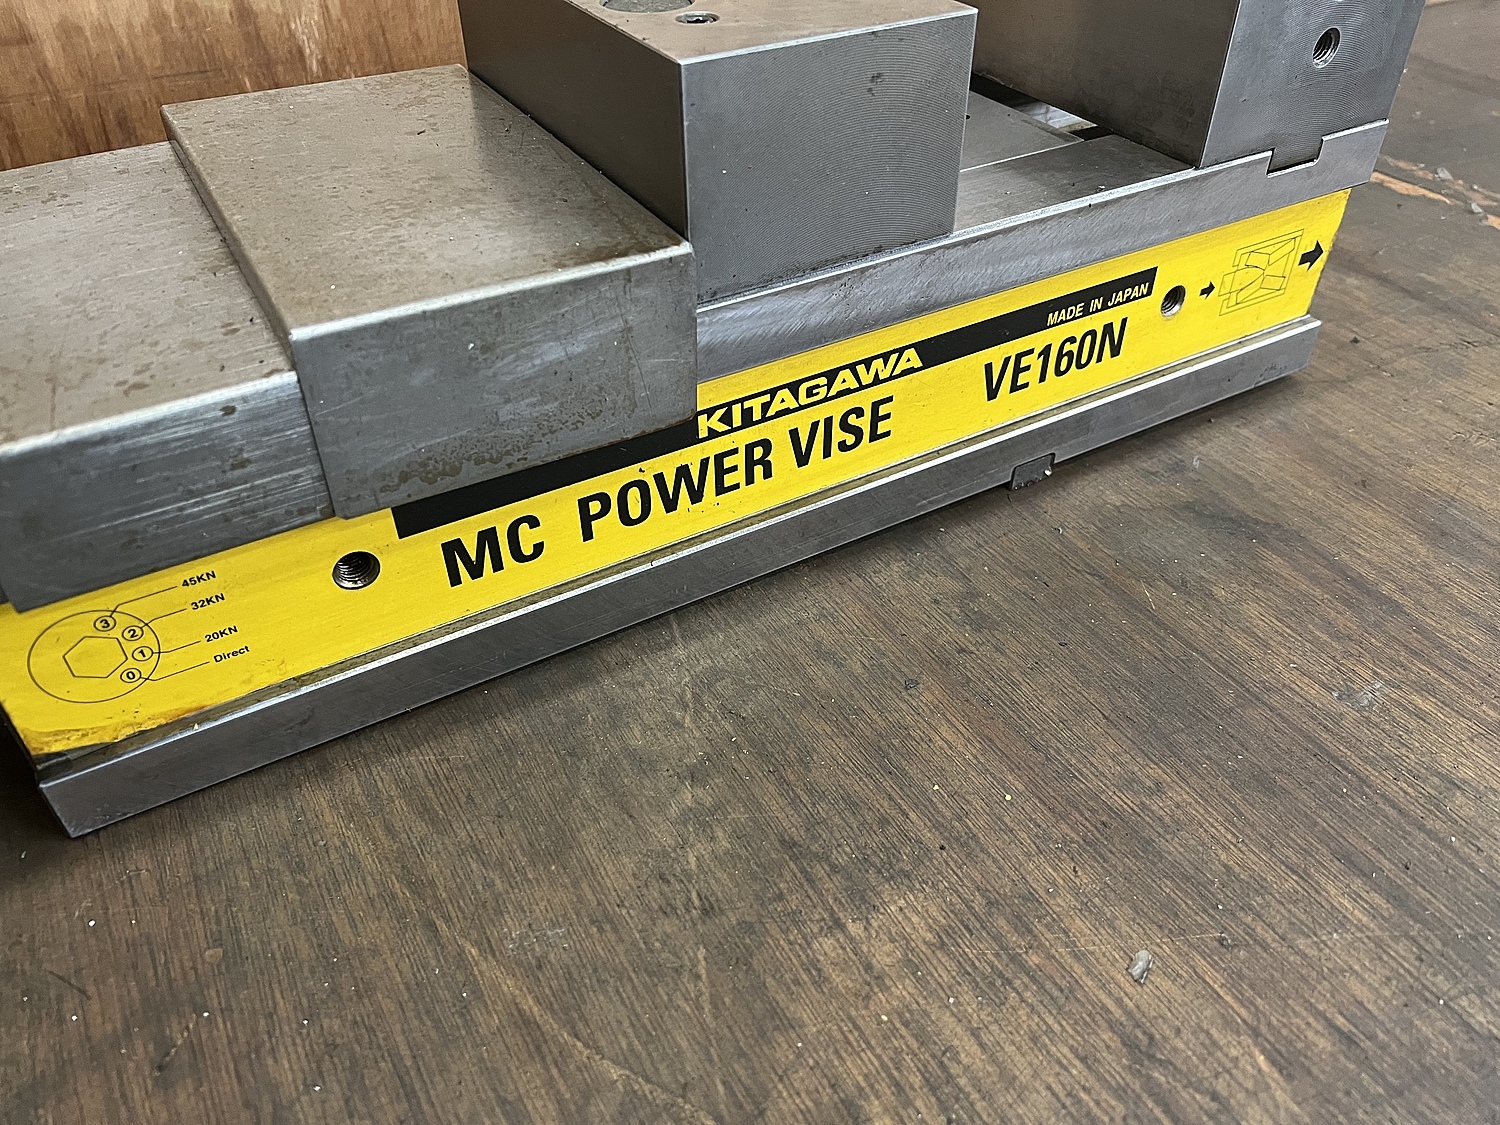 MADE IN JAPAN
KITAGAWA
MC POWER VISE
VE160N
45KN
32KN
20KN
Direct
3
2
1
0